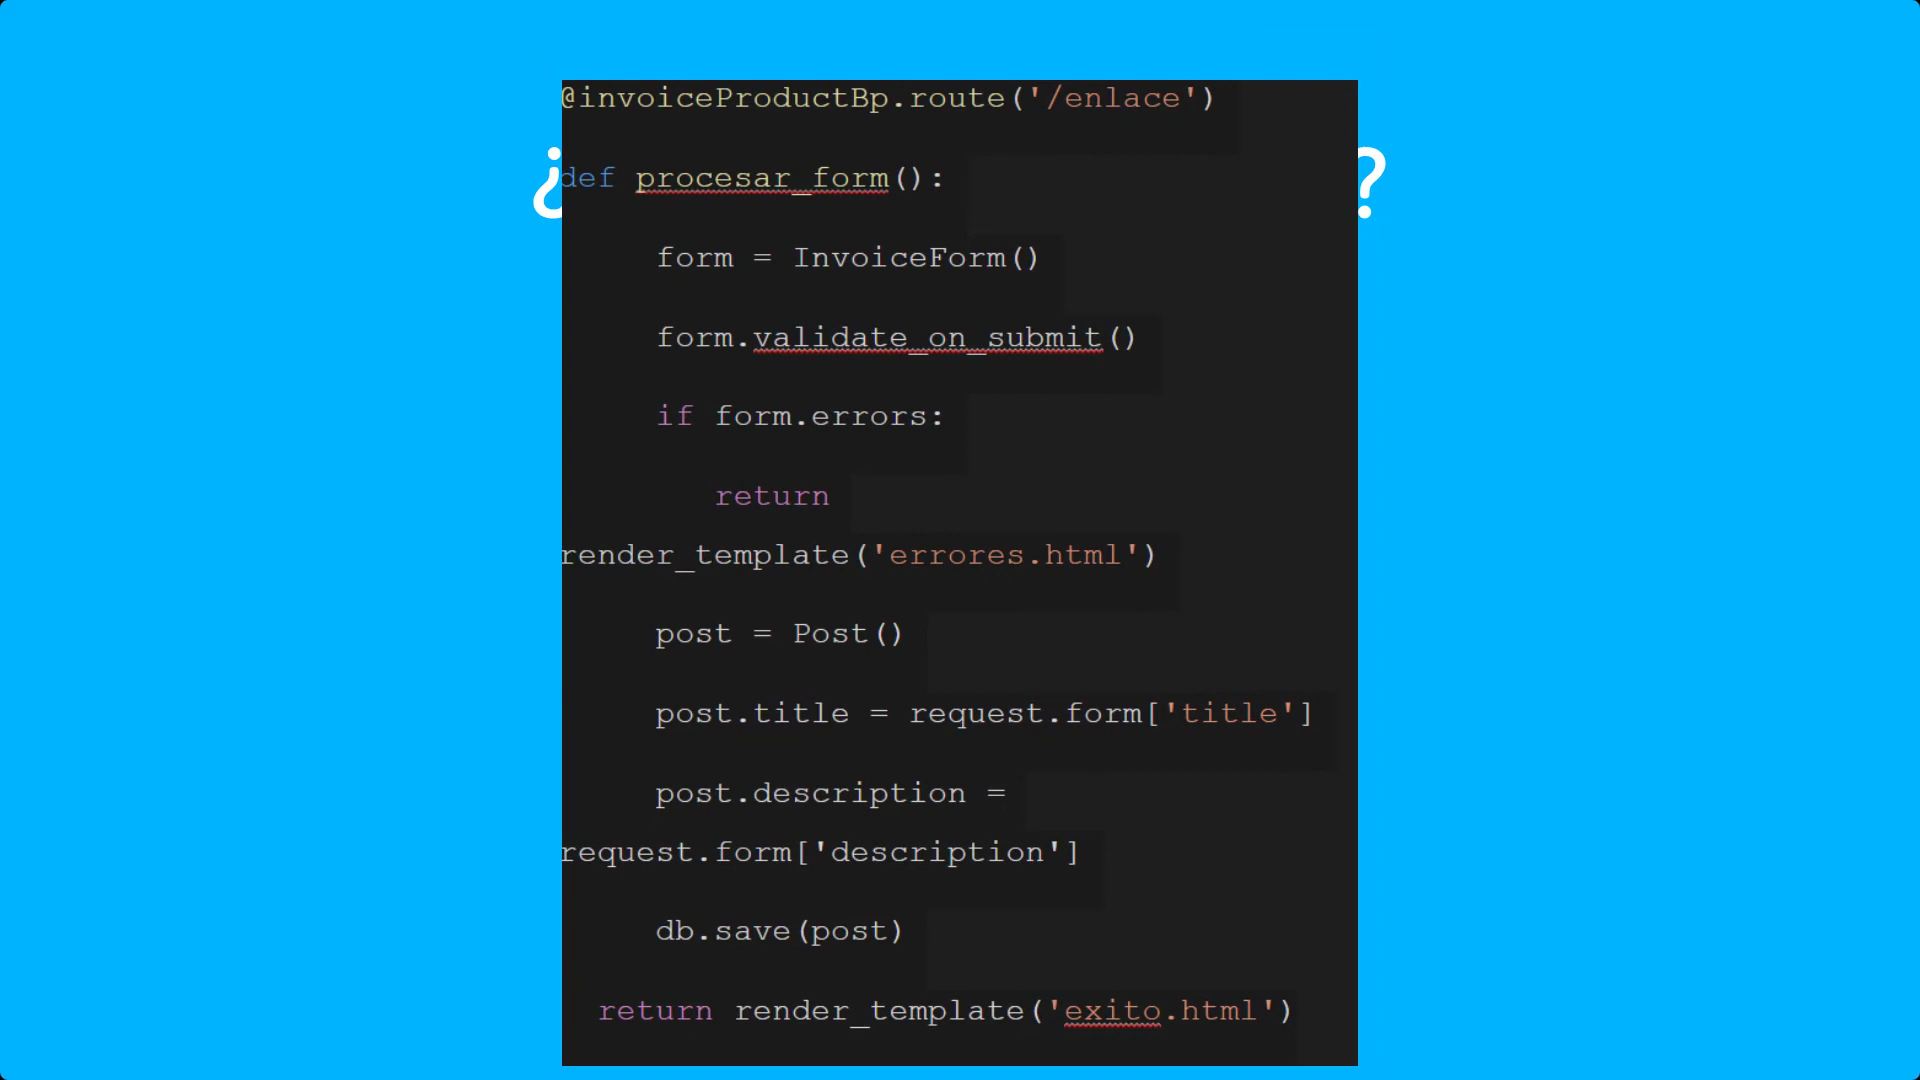 @invoiceProductBp.route('/enlace')
¿ ?
def procesar_form():
form = InvoiceForm()
form.validate_on_submit()
if form.errors:
return
render_template('errores.html')
post = Post()
post.title = request.form['title']
post.description =
request.form['description']
db.save(post)
return render_template('exito.html')